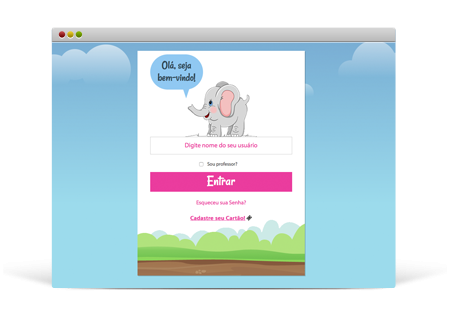 Olá, seja
bem-vindo!
Digite nome do seu usuário
Sou professor?
Entrar
Esqueceu sua Senha?
Cadastre seu Cartão!